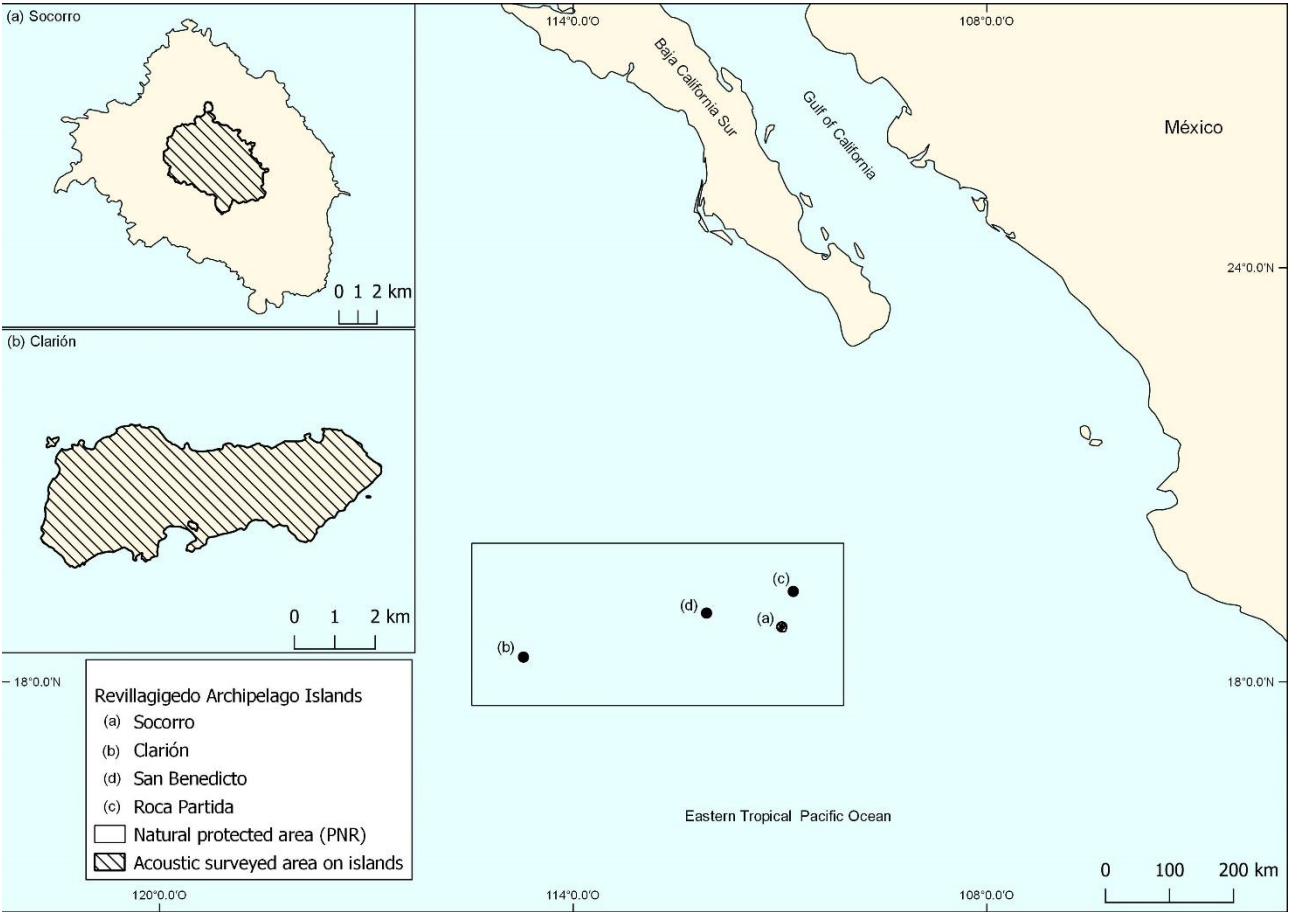 (a) Socorro
0 1 2 km
(b) Clarión
0 1 2 km
Revillagigedo Archipelago Islands
(a) Socorro
(b) Clarión
(d) San Benedicto
(c) Roca Partida
Natural protected area (PNR)
Acoustic surveyed area on islands
114°0.0'O
108°0.0'O
Baja California Sur
Gulf of California
México
24°0.0'N
(c)
(d)
(a)
(b)
18°0.0'N
18°0.0'N
Eastern Tropical Pacific Ocean
0 100 200 km
120°0.0'O
114°0.0'O
108°0.0'O